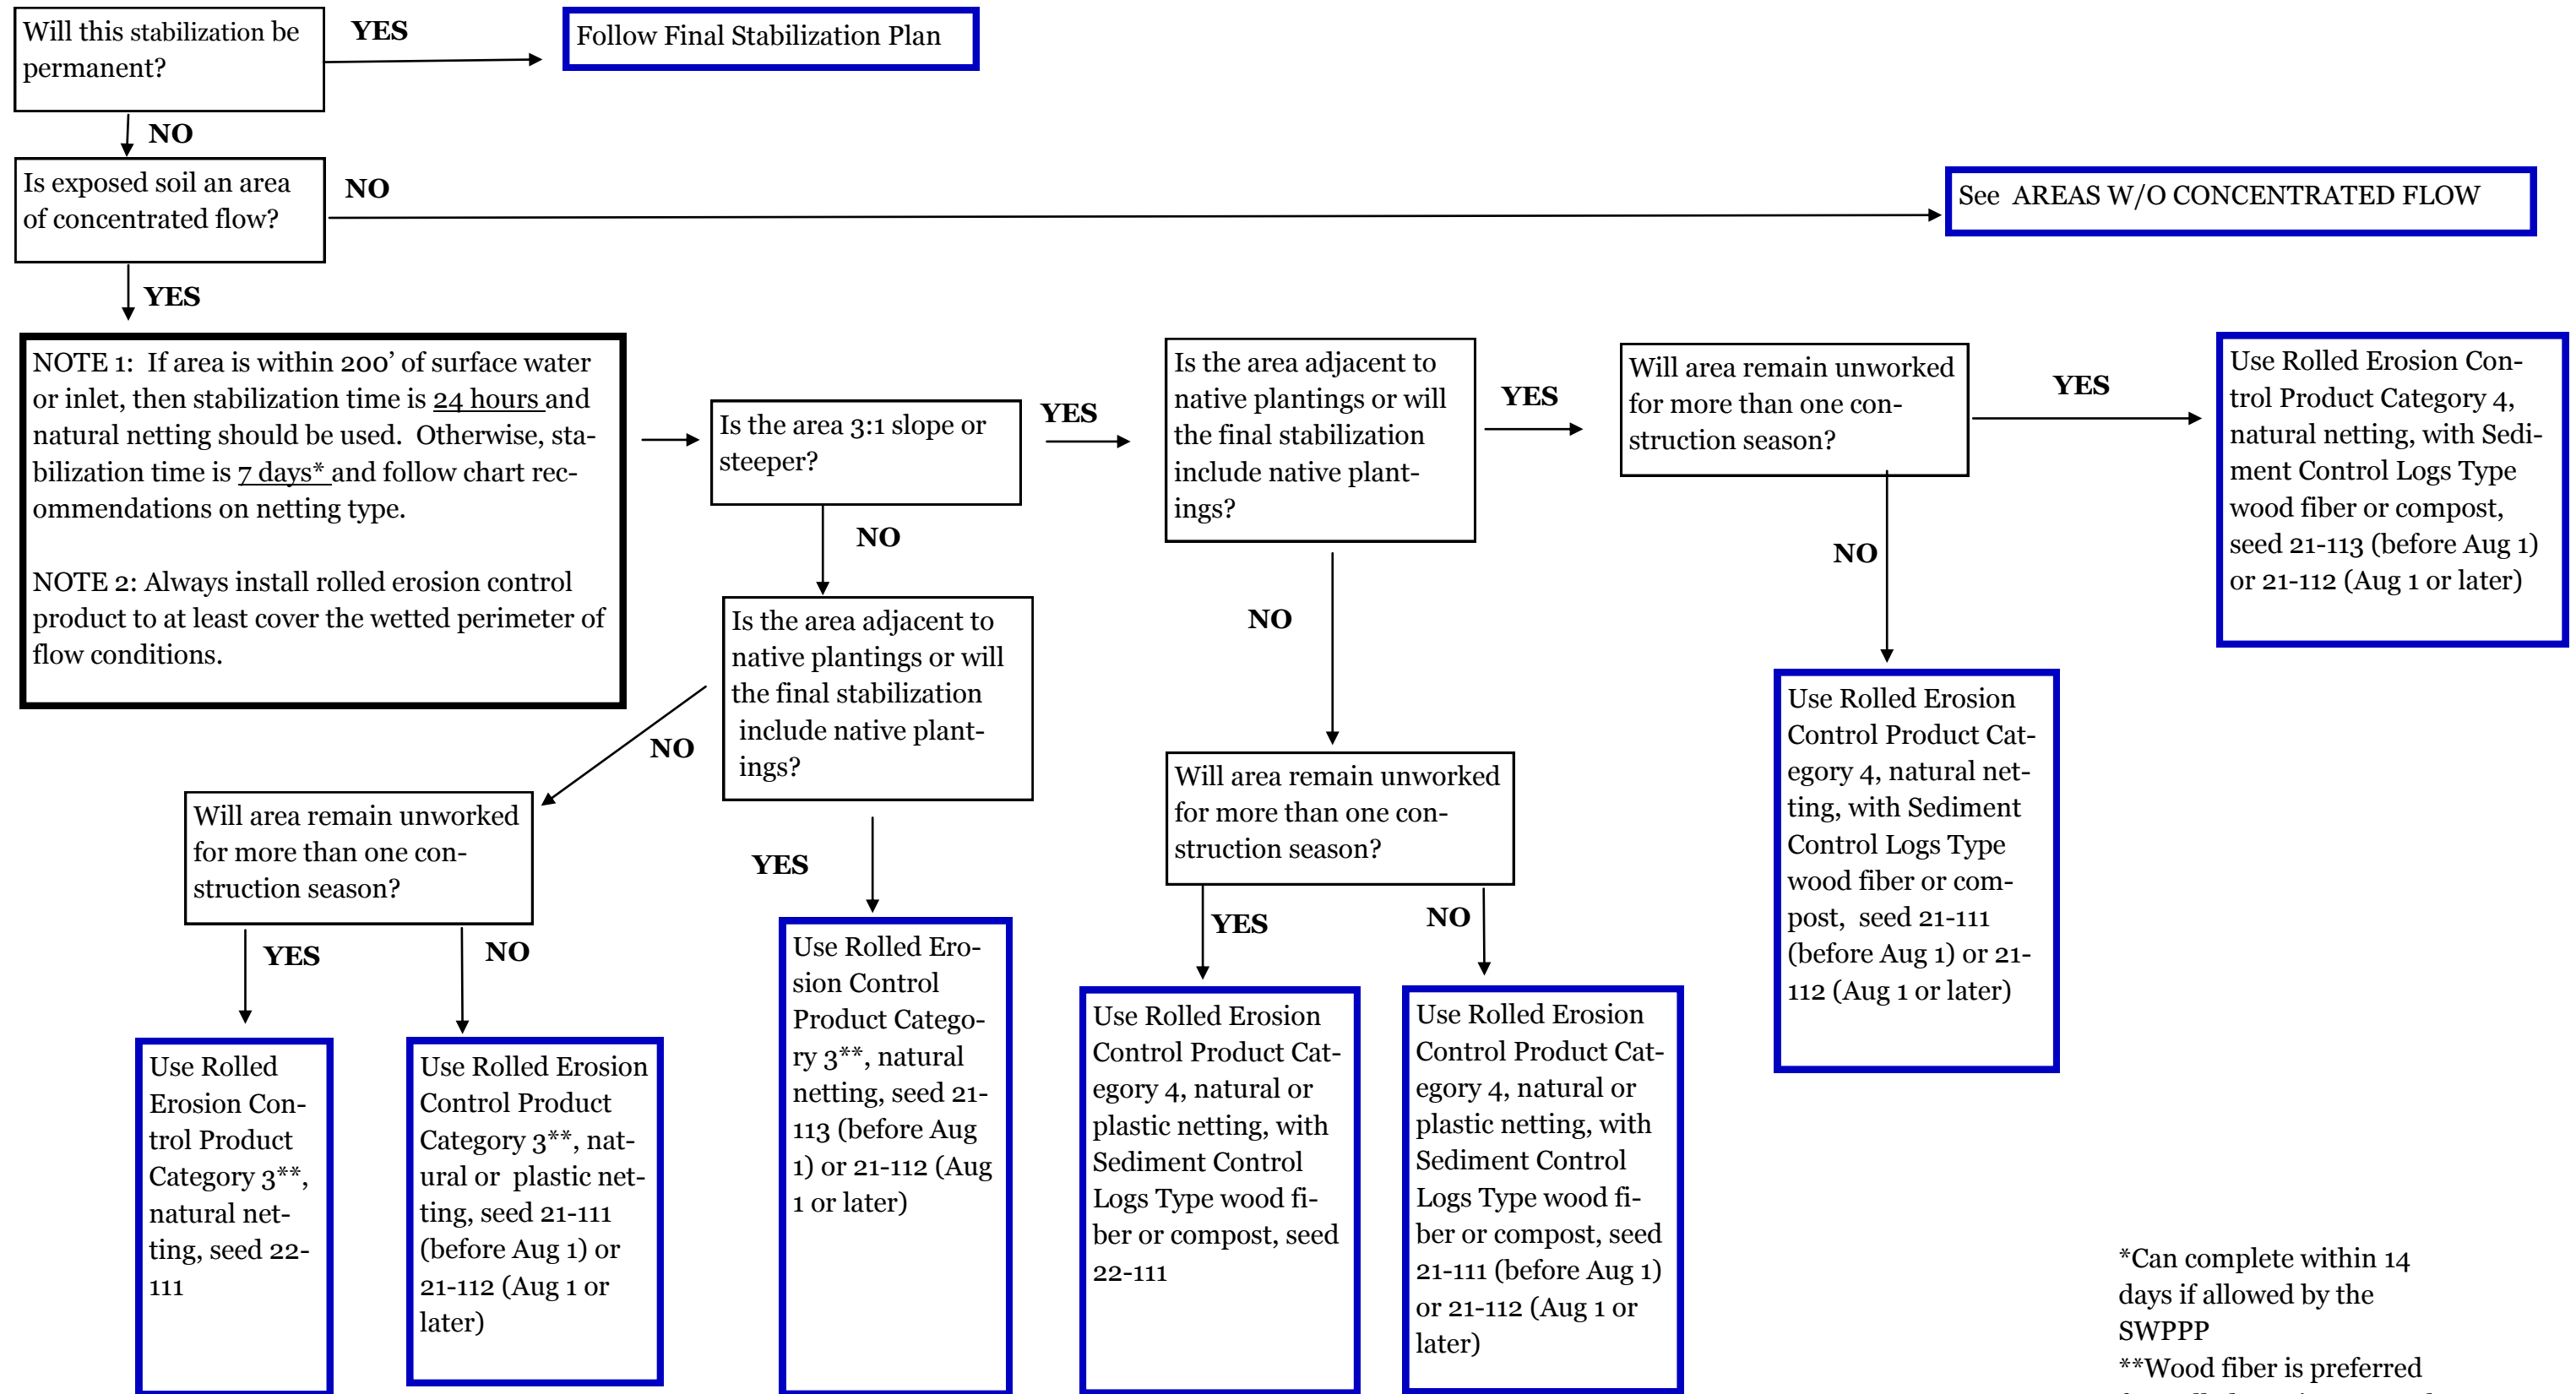 Will this stabilization be
permanent?
YES
Follow Final Stabilization Plan
NO
Is exposed soil an area
of concentrated flow?
NO
See AREAS W/O CONCENTRATED FLOW
YES
NOTE 1: If area is within 200’ of surface water
or inlet, then stabilization time is 24 hours and
natural netting should be used. Otherwise, sta-
bilization time is 7 days* and follow chart rec-
ommendations on netting type.
NOTE 2: Always install rolled erosion control
product to at least cover the wetted perimeter of
flow conditions.
Is the area 3:1 slope or
steeper?
YES
Is the area adjacent to
native plantings or will
the final stabilization
include native plant-
ings?
YES
Will area remain unworked
for more than one con-
struction season?
YES
Use Rolled Erosion Con-
trol Product Category 4,
natural netting, with Sedi-
ment Control Logs Type
wood fiber or compost,
seed 21-113 (before Aug 1)
or 21-112 (Aug 1 or later)
NO
Use Rolled Erosion
Control Product Cat-
egory 4, natural net-
ting, with Sediment
Control Logs Type
wood fiber or com-
post, seed 21-111
(before Aug 1) or 21-
112 (Aug 1 or later)
NO
Will area remain unworked
for more than one con-
struction season?
YES
Use Rolled Erosion
Control Product Cat-
egory 4, natural or
plastic netting, with
Sediment Control
Logs Type wood fi-
ber or compost, seed
22-111
NO
Use Rolled Erosion
Control Product Cat-
egory 4, natural or
plastic netting, with
Sediment Control
Logs Type wood fi-
ber or compost, seed
21-111 (before Aug 1)
or 21-112 (Aug 1 or
later)
NO
Is the area adjacent to
native plantings or will
the final stabilization
include native plant-
ings?
YES
Use Rolled Ero-
sion Control
Product Catego-
ry 3**, natural
netting, seed 21-
113 (before Aug
1) or 21-112 (Aug
1 or later)
NO
Will area remain unworked
for more than one con-
struction season?
YES
Use Rolled
Erosion Con-
trol Product
Category 3**,
natural net-
ting, seed 22-
111
NO
Use Rolled Erosion
Control Product
Category 3**, nat-
ural or plastic net-
ting, seed 21-111
(before Aug 1) or
21-112 (Aug 1 or
later)
*Can complete within 14
days if allowed by the
SWPPP
**Wood fiber is preferred